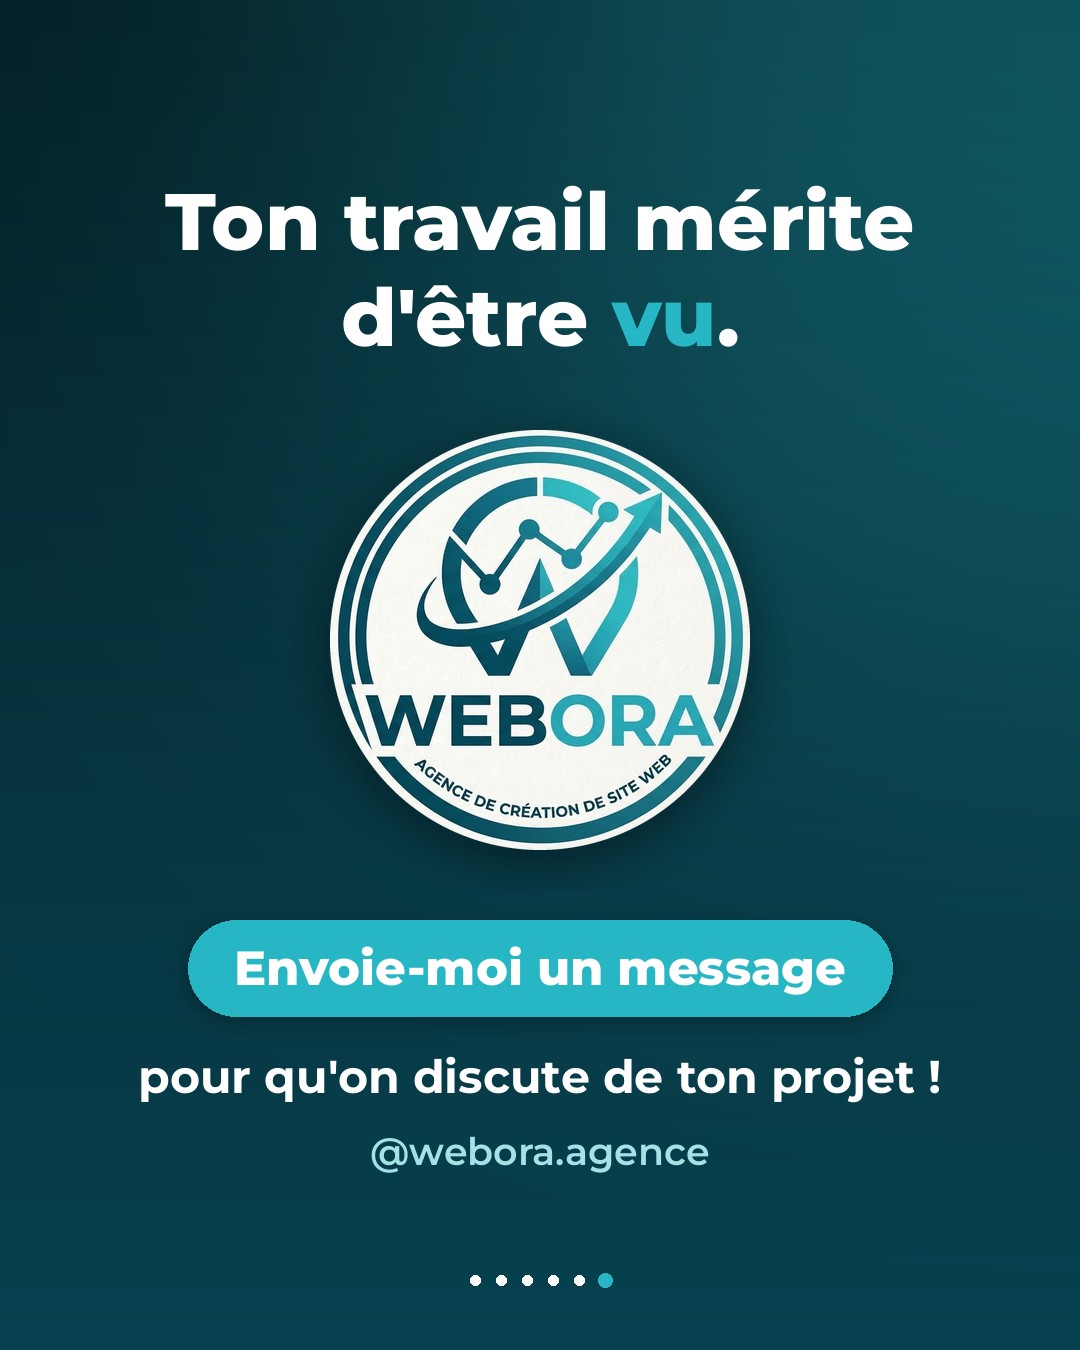 Ton travail mérite
d'être vu.
WEBORA
AGENCE DE CRÉATION DE SITE WEB
Envoie-moi un message
pour qu'on discute de ton projet !
@webora.agence